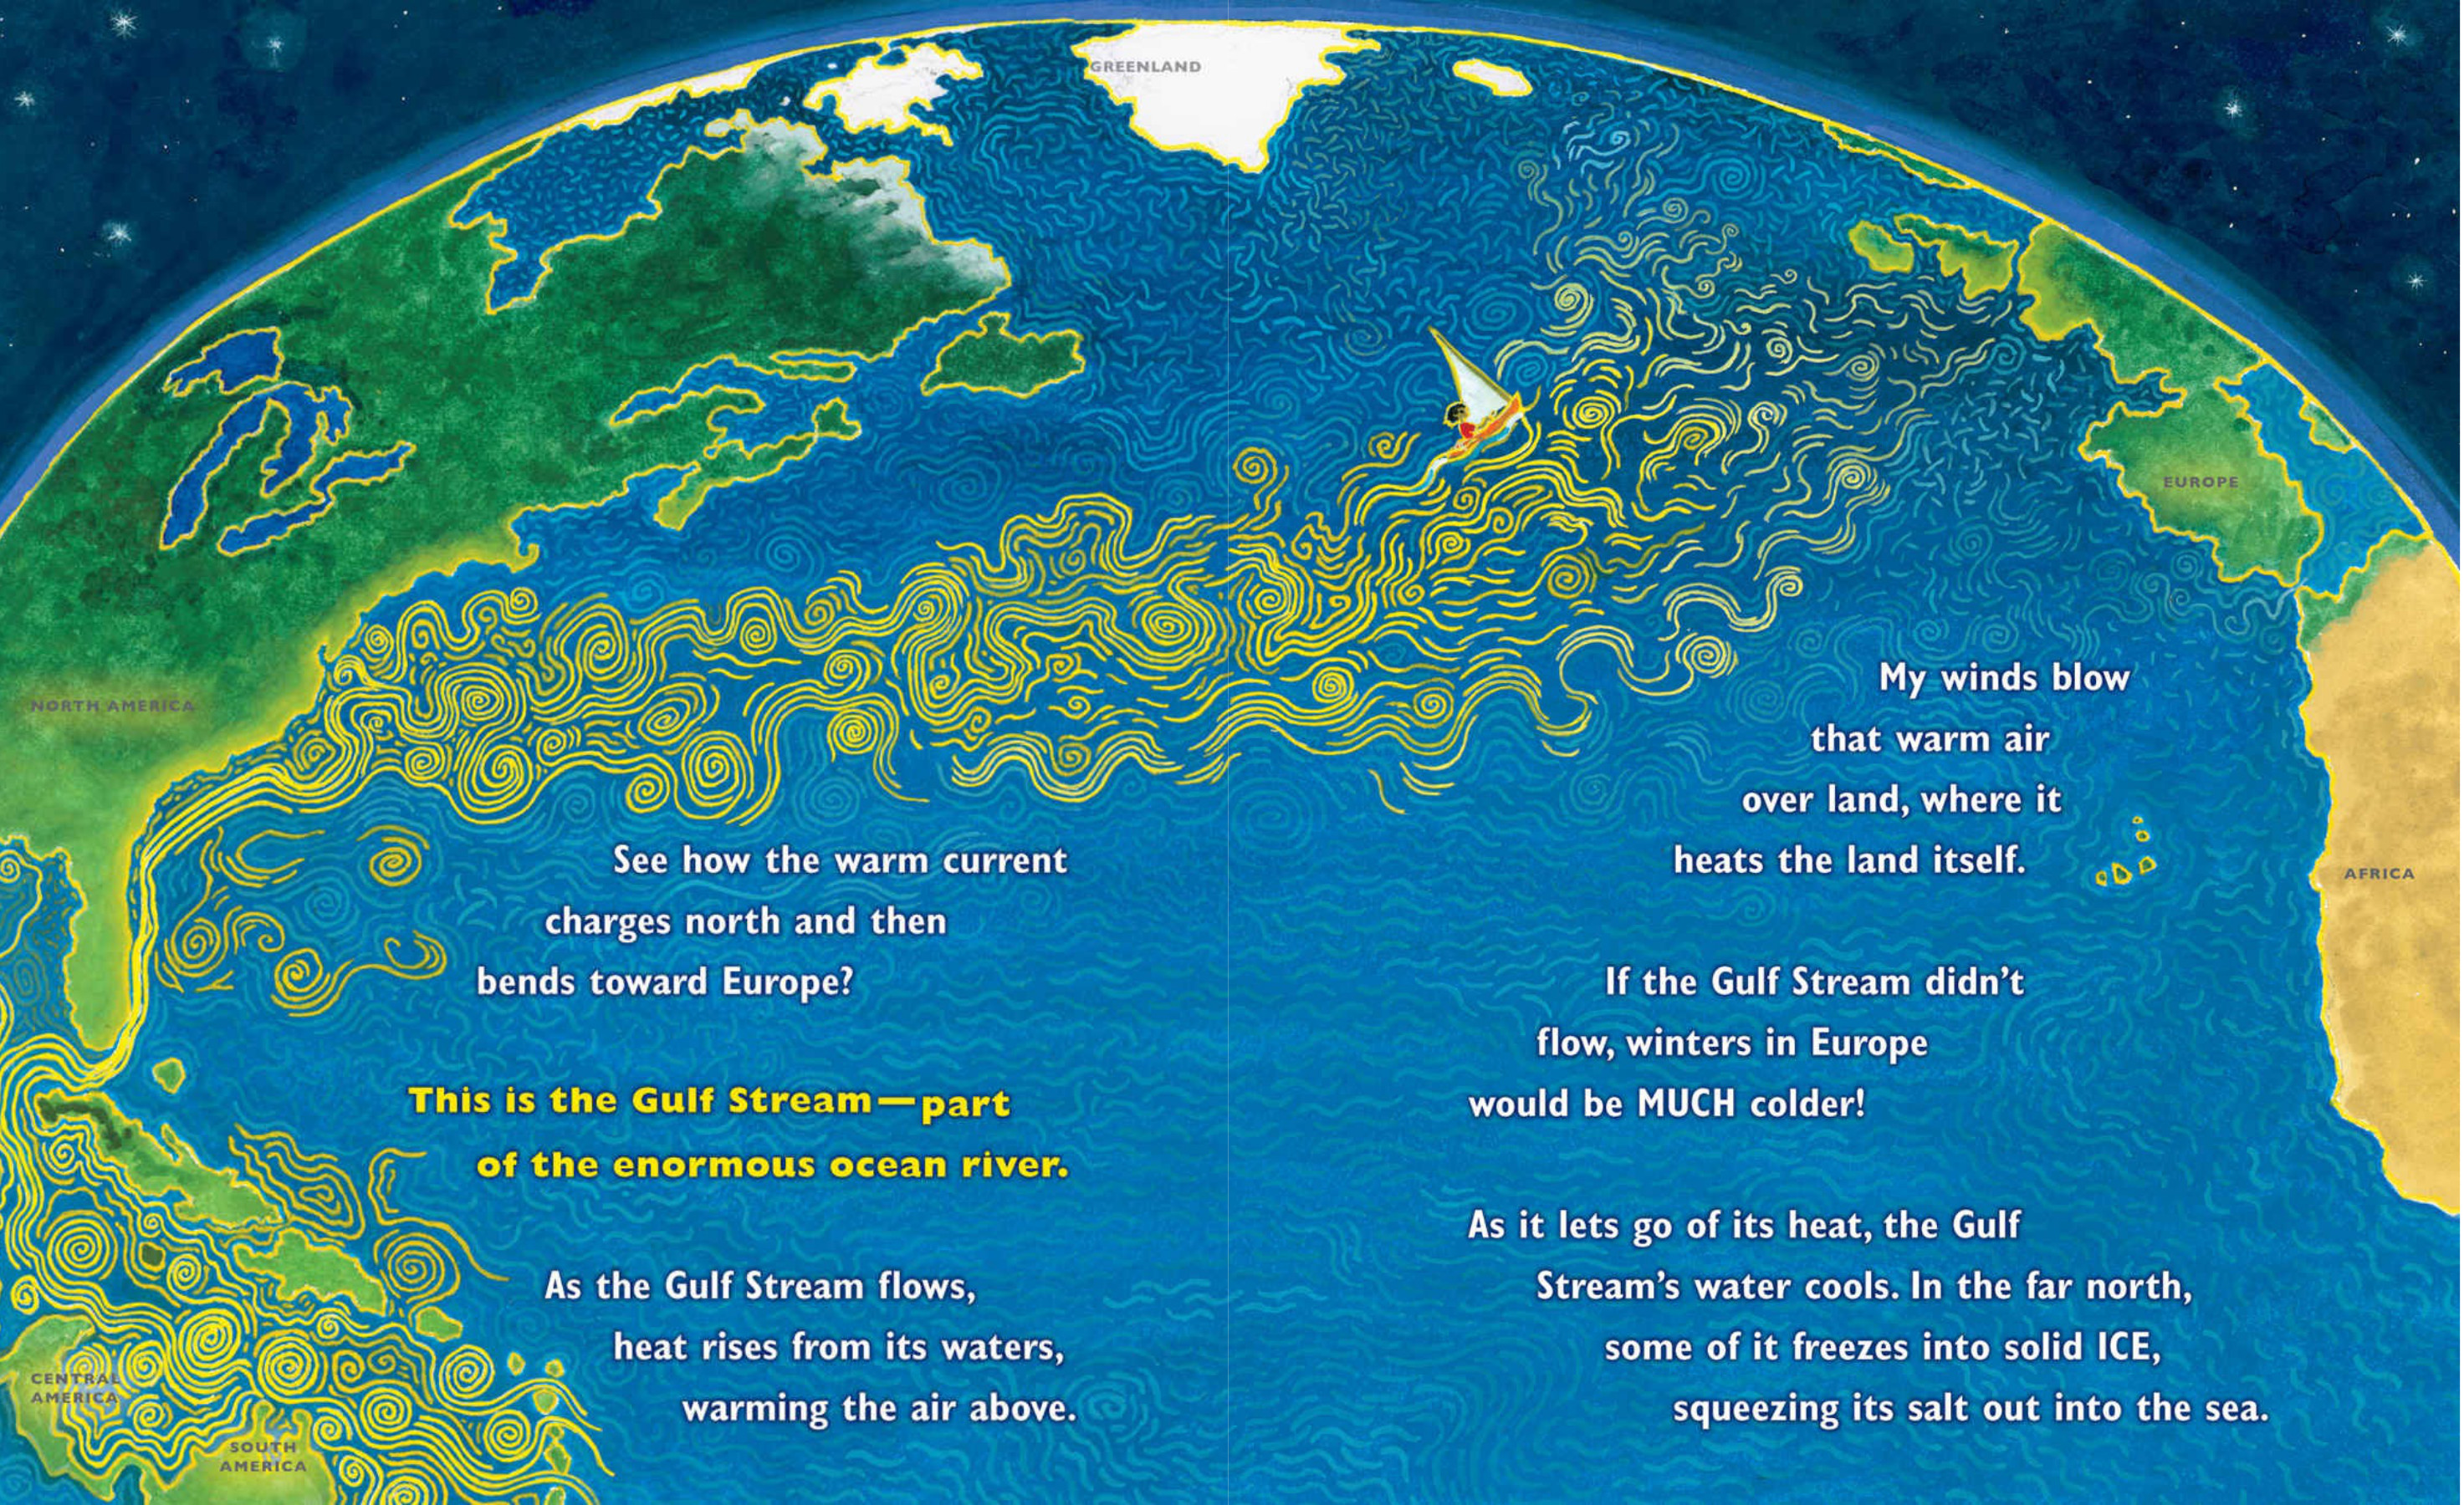 GREENLAND
EUROPE
NORTH AMERICA
AFRICA
CENTRAL
AMERICA
SOUTH
AMERICA
See how the warm current
charges north and then
bends toward Europe?
This is the Gulf Stream—part
of the enormous ocean river.
As the Gulf Stream flows,
heat rises from its waters,
warming the air above.
My winds blow
that warm air
over land, where it
heats the land itself.
If the Gulf Stream didn’t
flow, winters in Europe
would be MUCH colder!
As it lets go of its heat, the Gulf
Stream’s water cools. In the far north,
some of it freezes into solid ICE,
squeezing its salt out into the sea.